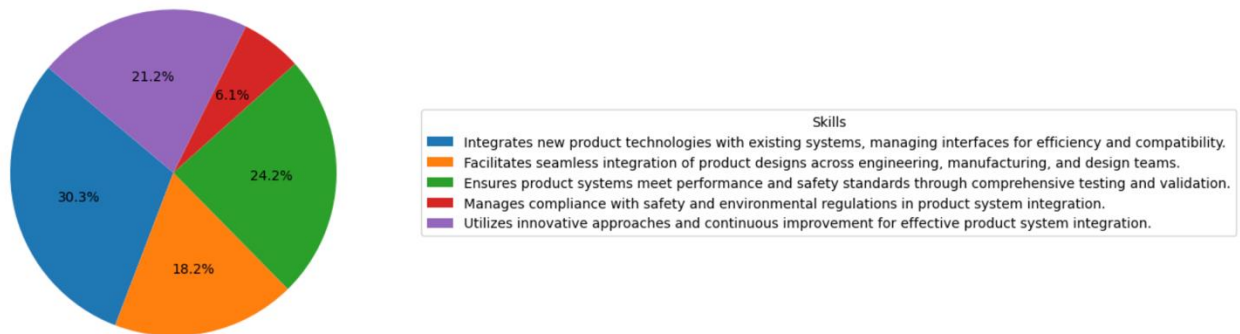 21.2%
6.1%
30.3%
24.2%
18.2%
Skills
Integrates new product technologies with existing systems, managing interfaces for efficiency and compatibility.
Facilitates seamless integration of product designs across engineering, manufacturing, and design teams.
Ensures product systems meet performance and safety standards through comprehensive testing and validation.
Manages compliance with safety and environmental regulations in product system integration.
Utilizes innovative approaches and continuous improvement for effective product system integration.